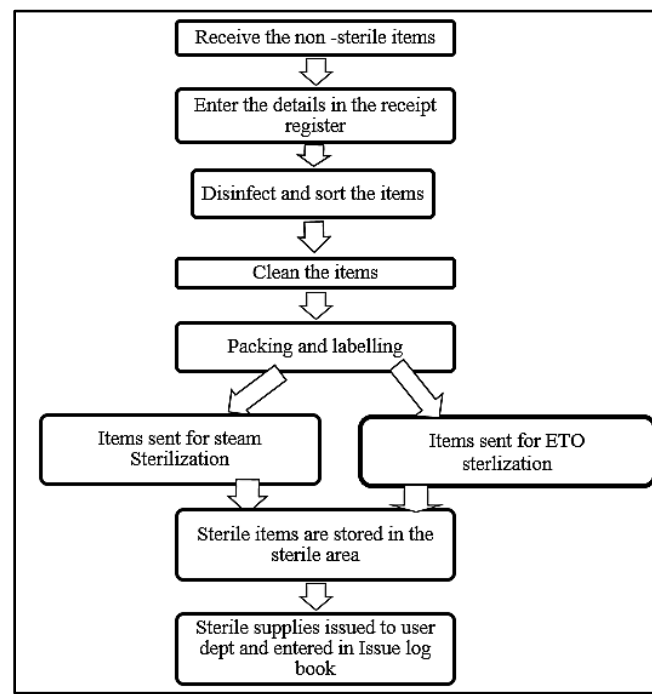 Receive the non -sterile items
Enter the details in the receipt
register
Disinfect and sort the items
Clean the items
Packing and labelling
Items sent for steam
Sterilization
Items sent for ETO
sterlization
Sterile items are stored in the
sterile area
Sterile supplies issued to user
dept and entered in Issue log
book